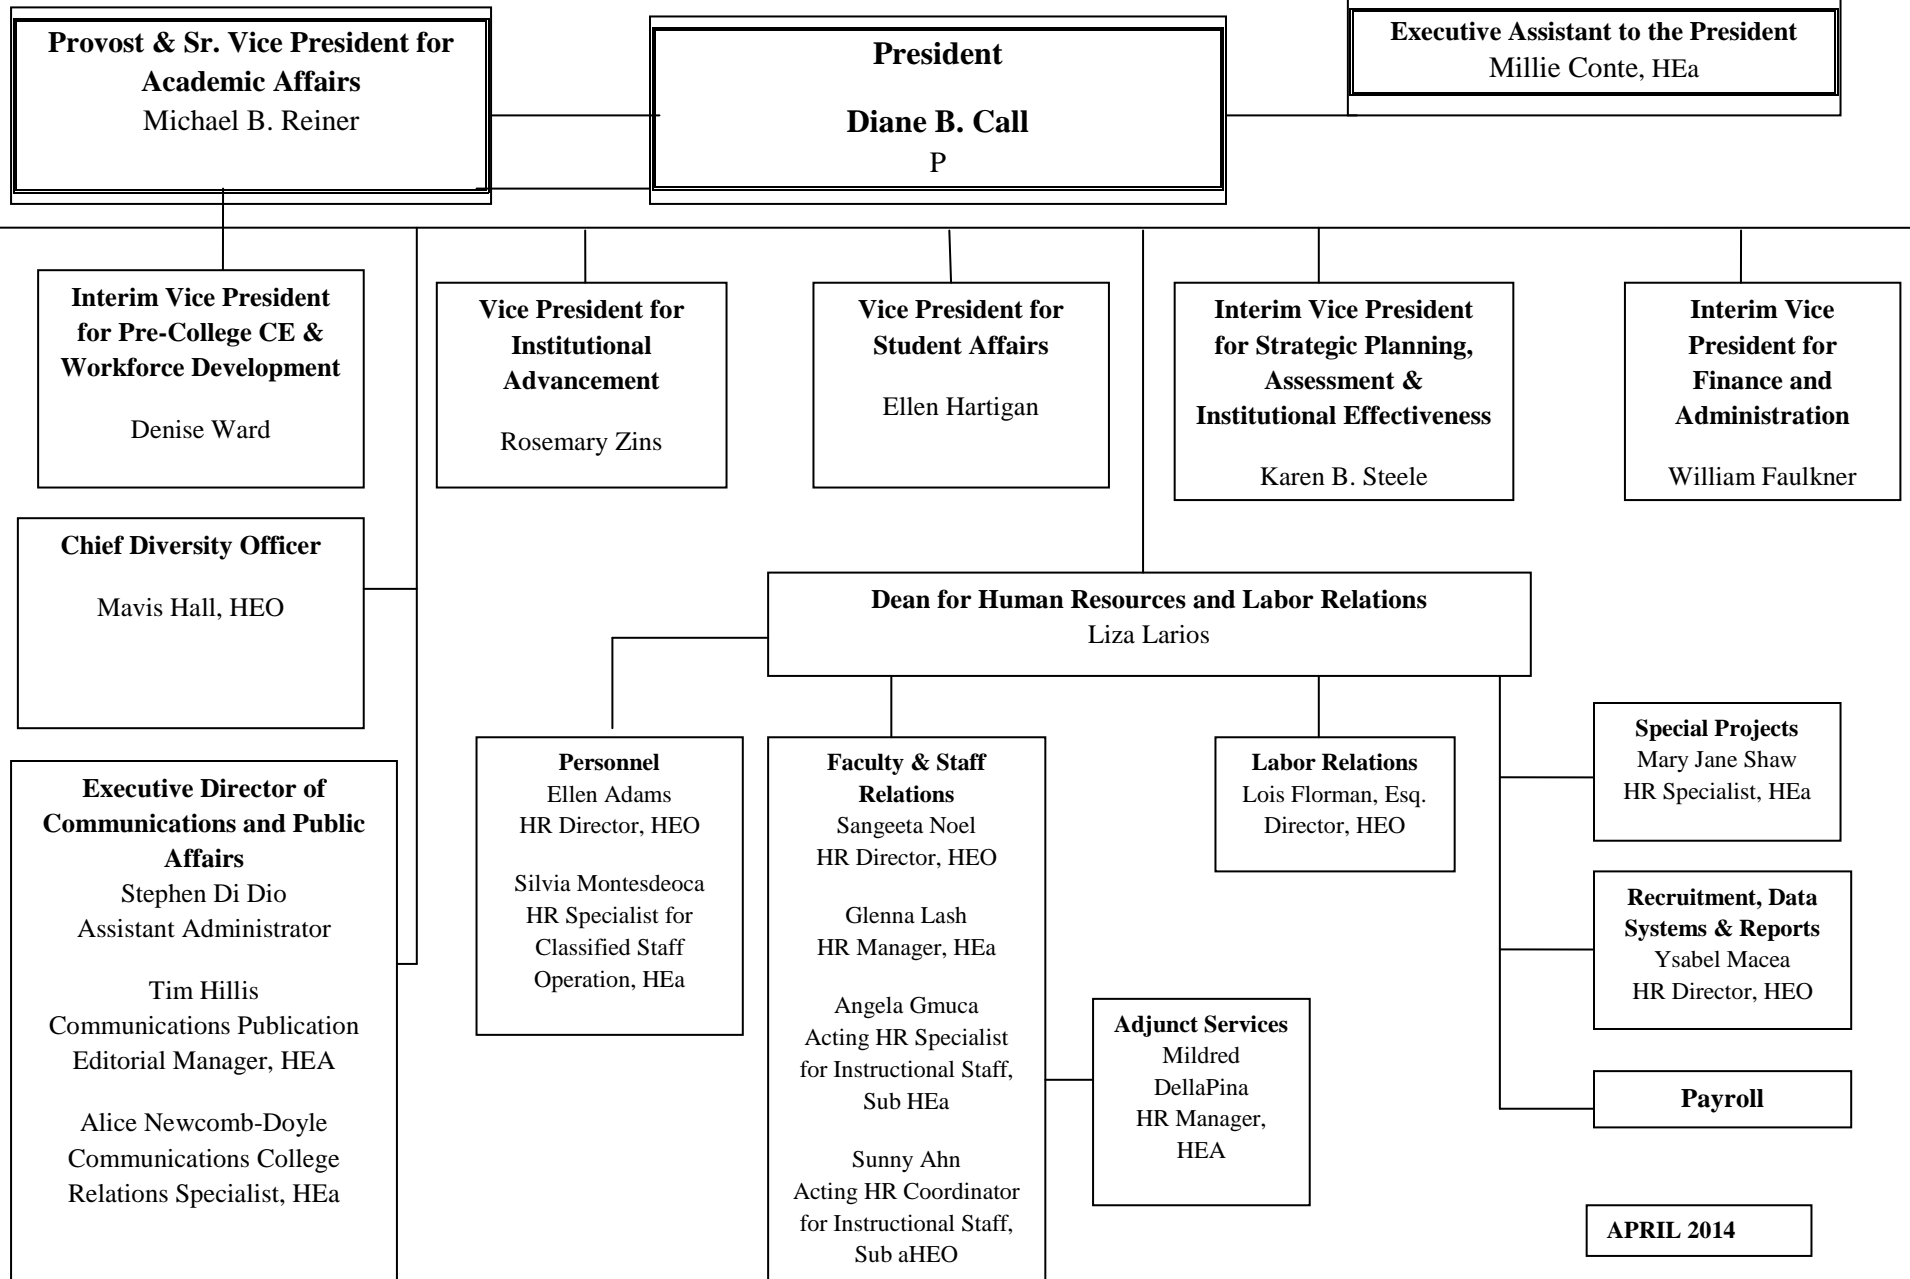 Provost & Sr. Vice President for
Academic Affairs
Michael B. Reiner
President
Diane B. Call
P
Executive Assistant to the President
Millie Conte, HEa
Interim Vice President
for Pre-College CE &
Workforce Development
Denise Ward
Vice President for
Institutional
Advancement
Rosemary Zins
Vice President for
Student Affairs
Ellen Hartigan
Interim Vice President
for Strategic Planning,
Assessment &
Institutional Effectiveness
Karen B. Steele
Interim Vice
President for
Finance and
Administration
William Faulkner
Chief Diversity Officer
Mavis Hall, HEO
Dean for Human Resources and Labor Relations
Liza Larios
Executive Director of
Communications and Public
Affairs
Stephen Di Dio
Assistant Administrator
Tim Hillis
Communications Publication
Editorial Manager, HEA
Alice Newcomb-Doyle
Communications College
Relations Specialist, HEa
Personnel
Ellen Adams
HR Director, HEO
Silvia Montesdeoca
HR Specialist for
Classified Staff
Operation, HEa
Faculty & Staff
Relations
Sangeeta Noel
HR Director, HEO
Glenna Lash
HR Manager, HEa
Angela Gmuca
Acting HR Specialist
for Instructional Staff,
Sub HEa
Sunny Ahn
Acting HR Coordinator
for Instructional Staff,
Sub aHEO
Adjunct Services
Mildred
DellaPina
HR Manager,
HEA
Labor Relations
Lois Florman, Esq.
Director, HEO
Special Projects
Mary Jane Shaw
HR Specialist, HEa
Recruitment, Data
Systems & Reports
Ysabel Macea
HR Director, HEO
Payroll
APRIL 2014